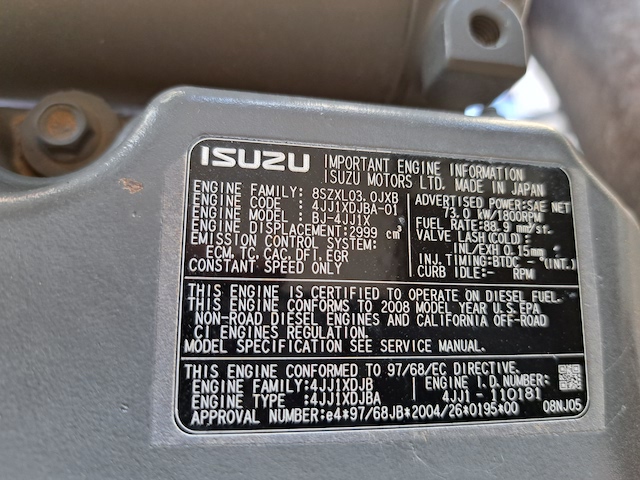 ISUZU IMPORTANT ENGINE INFORMATION
ISUZU MOTORS LTD. MADE IN JAPAN
ENGINE FAMILY: 8SZXL03.0JXB
ENGINE CODE : 4JJ1XDJBA-01
ENGINE MODEL : BJ-4JJ1X
ENGINE DISPLACEMENT:2999 cm³
EMISSION CONTROL SYSTEM:
ECM, TC, CAC, DFI, EGR
CONSTANT SPEED ONLY
ADVERTISED POWER:SAE NET
73.0 kW/1800RPM
FUEL RATE:88.9 mm³/st.
VALVE LASH(COLD):
INL/EXH 0.15mm
INJ.TIMING:BTDC -°(INT.)
CURB IDLE:- RPM
THIS ENGINE IS CERTIFIED TO OPERATE ON DIESEL FUEL.
THIS ENGINE CONFORMS TO 2008 MODEL YEAR U.S.EPA
NON-ROAD DIESEL ENGINES AND CALIFORNIA OFF-ROAD
CI ENGINES REGULATION.
MODEL SPECIFICATION SEE SERVICE MANUAL.
THIS ENGINE CONFORMED TO 97/68/EC DIRECTIVE.
ENGINE FAMILY:4JJ1XDJB
ENGINE TYPE :4JJ1XDJBA
ENGINE I.D.NUMBER:
4JJ1-110181
APPROVAL NUMBER:e4*97/68JB*2004/26*0195*00
08NJ05